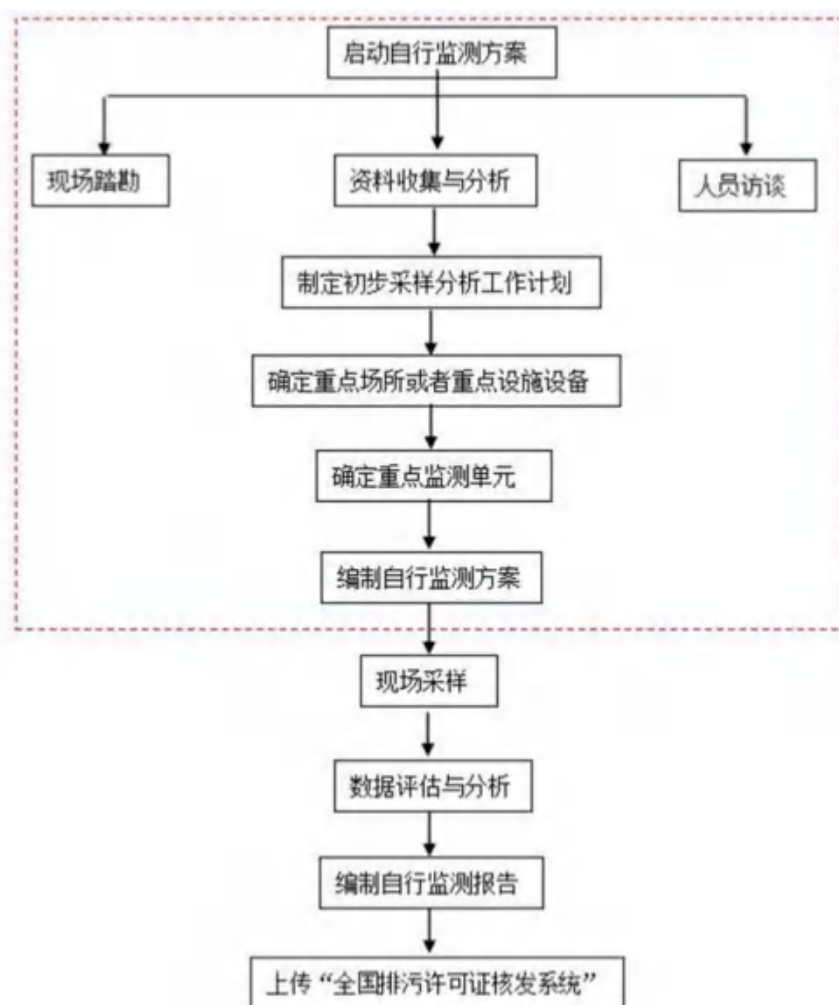 启动自行监测方案
现场踏勘
资料收集与分析
人员访谈
制定初步采样分析工作计划
确定重点场所或者重点设施设备
确定重点监测单元
编制自行监测方案
现场采样
数据评估与分析
编制自行监测报告
上传“全国排污许可证核发系统”